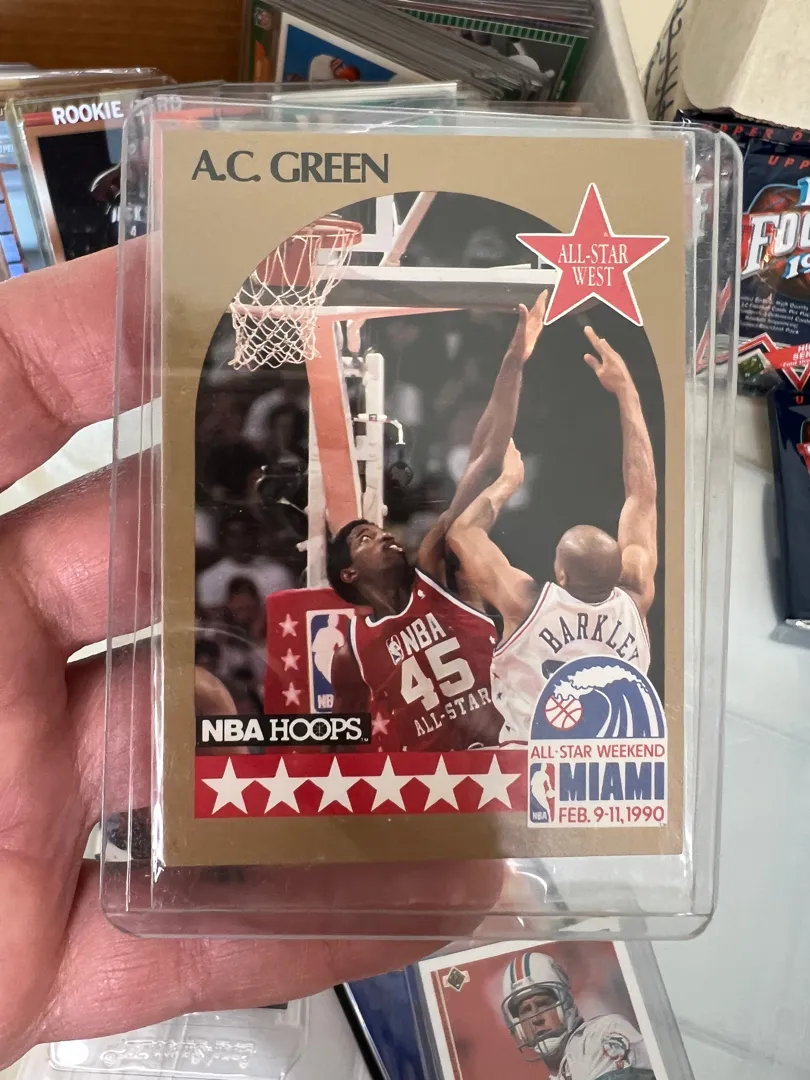 ROOKIE
A.C. GREEN
ALL-STAR
WEST
NBA
45
ALL-STAR
BARKLEY
NBA HOOPS
ALL-STAR WEEKEND
MIAMI
NBA
FEB. 9-11, 1990